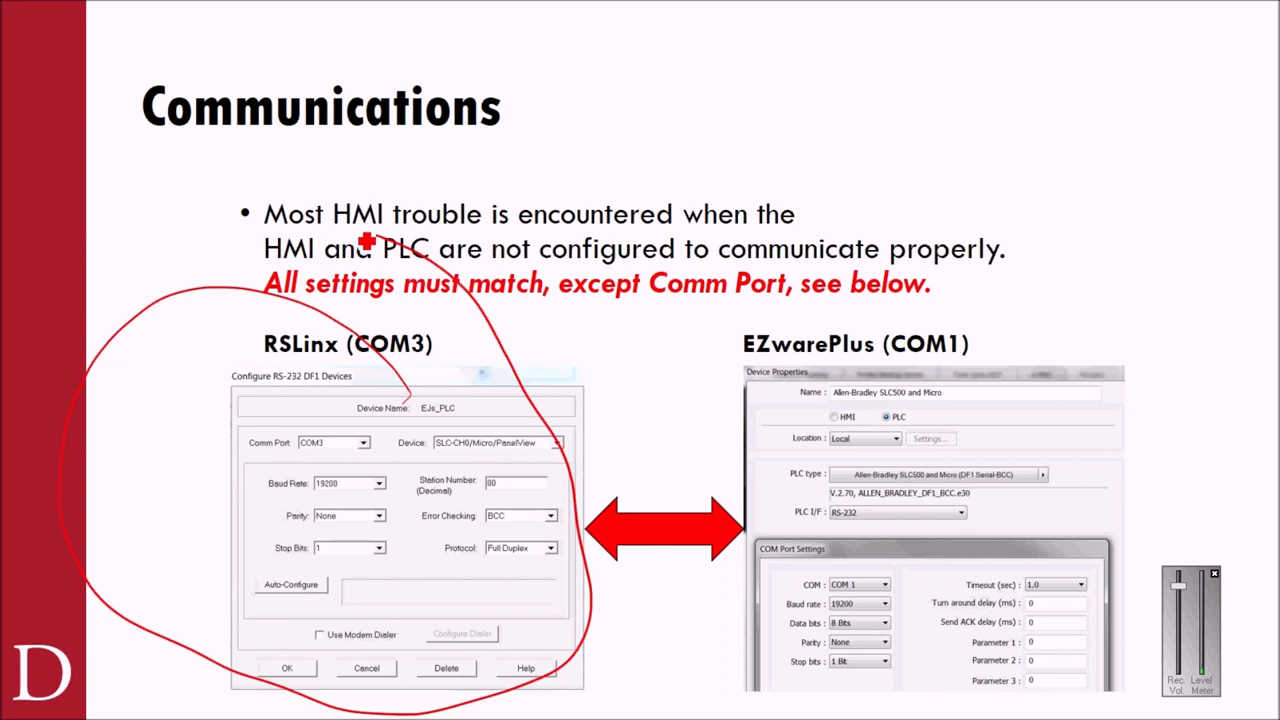 Communications
• Most HMI trouble is encountered when the
HMI and PLC are not configured to communicate properly.
All settings must match, except Comm Port, see below.
RSLinx (COM3)
Configure RS-232 DF1 Devices
Device Name: EJs_PLC
Comm Port: COM3 Device: SLC-CH0/Micro/PanelView
Baud Rate: 19200 Station Number: 00
(Decimal)
Parity: None Error Checking: BCC
Stop Bits: 1 Protocol: Full Duplex
Auto-Configure
Use Modem Dialer Configure Dialer
OK Cancel Delete Help
EZwarePlus (COM1)
Device Properties
Name : Allen-Bradley SLC500 and Micro
HMI PLC
Location : Local Settings...
PLC type : Allen-Bradley SLC500 and Micro (DF1 Serial-BCC)
V.2.70, ALLEN_BRADLEY_DF1_BCC.e30
PLC I/F : RS-232
COM Port Settings
COM : COM 1 Timeout (sec) : 1.0
Baud rate : 19200 Turn around delay (ms) : 0
Data bits : 8 Bits Send ACK delay (ms) : 0
Parity : None Parameter 1 : 0
Stop bits : 1 Bit Parameter 2 : 0
Parameter 3 : 0
Rec. Level
Vol. Meter
D